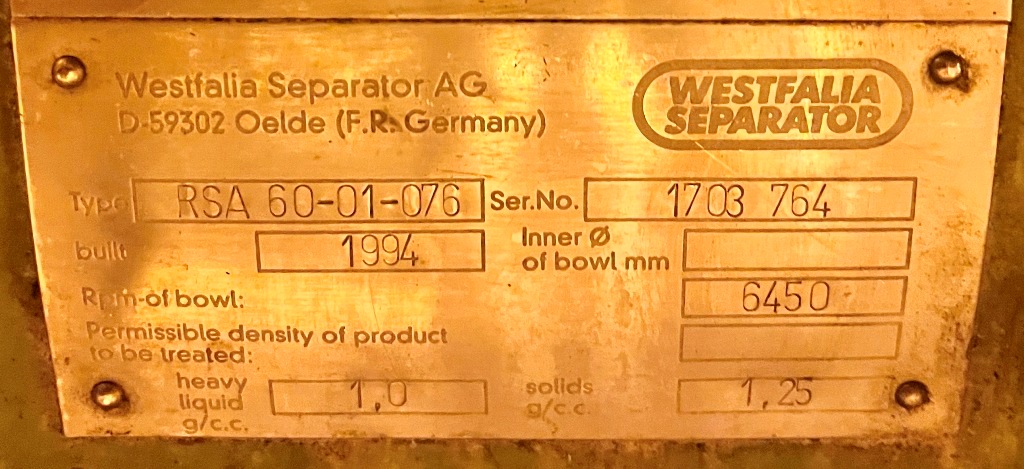 Westfalia Separator AG
D-59302 Oelde (F.R. Germany)
WESTFALIA
SEPARATOR
Type RSA 60-01-076 Ser.No. 1703 764
built 1994 Inner Ø
of bowl mm
Rpm-of bowl: 6450
Permissible density of product
to be treated:
heavy
liquid
g/c.c. 1,0
solids
g/c.c. 1,25